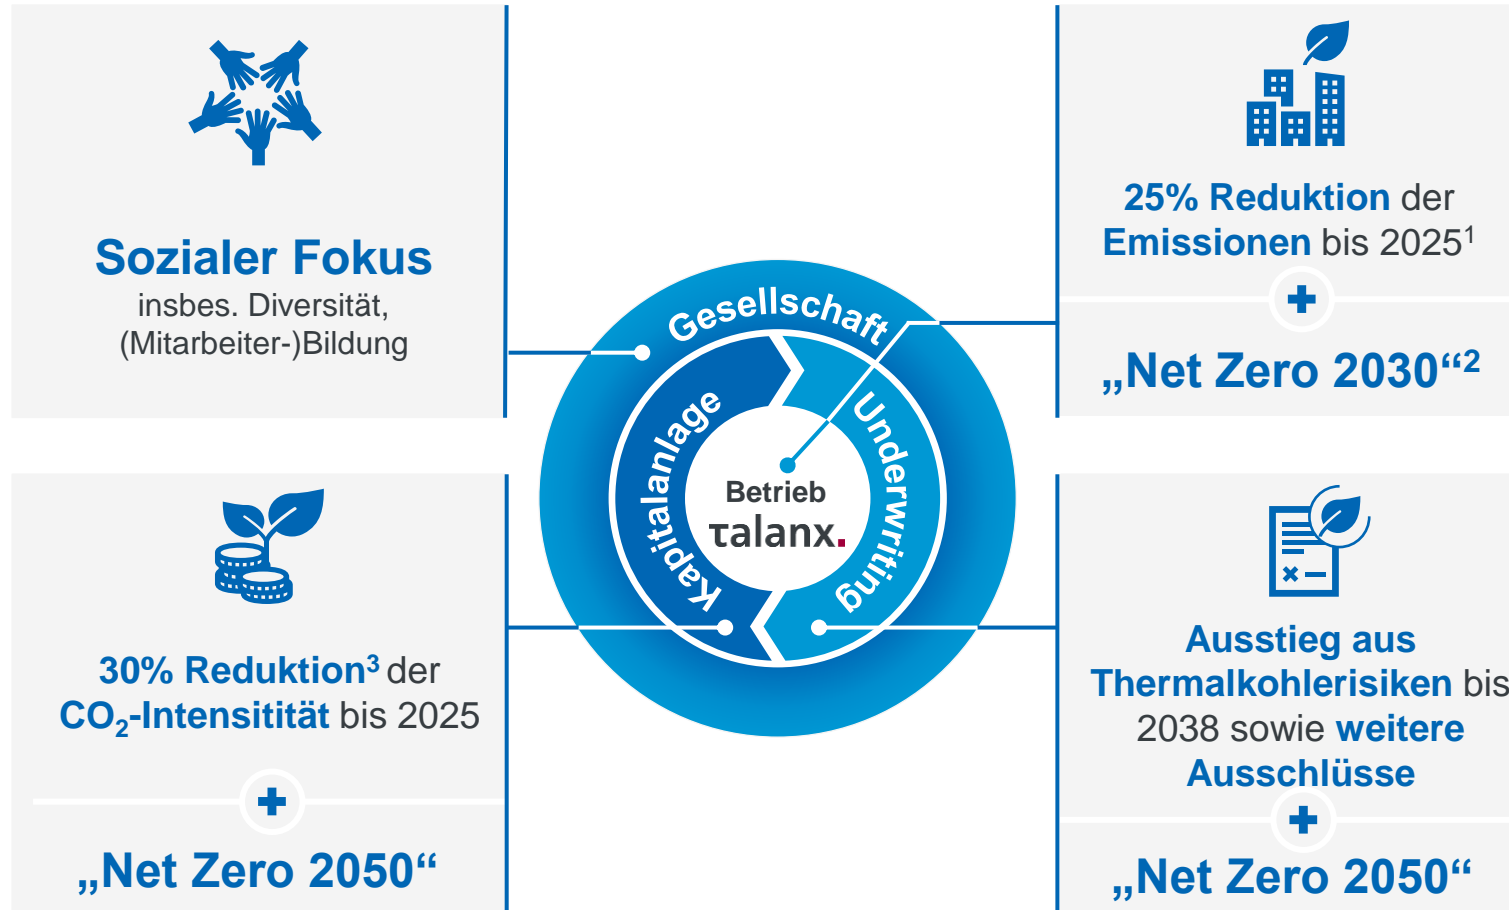 Sozialer Fokus
insbes. Diversität,
(Mitarbeiter-)Bildung
25% Reduktion der
Emissionen bis 2025¹
„Net Zero 2030“²
Gesellschaft
Kapitalanlage
Underwriting
Betrieb
talanx.
30% Reduktion³ der
CO₂-Intensitität bis 2025
„Net Zero 2050“
Ausstieg aus
Thermalkohlerisiken bis
2038 sowie weitere
Ausschlüsse
„Net Zero 2050“